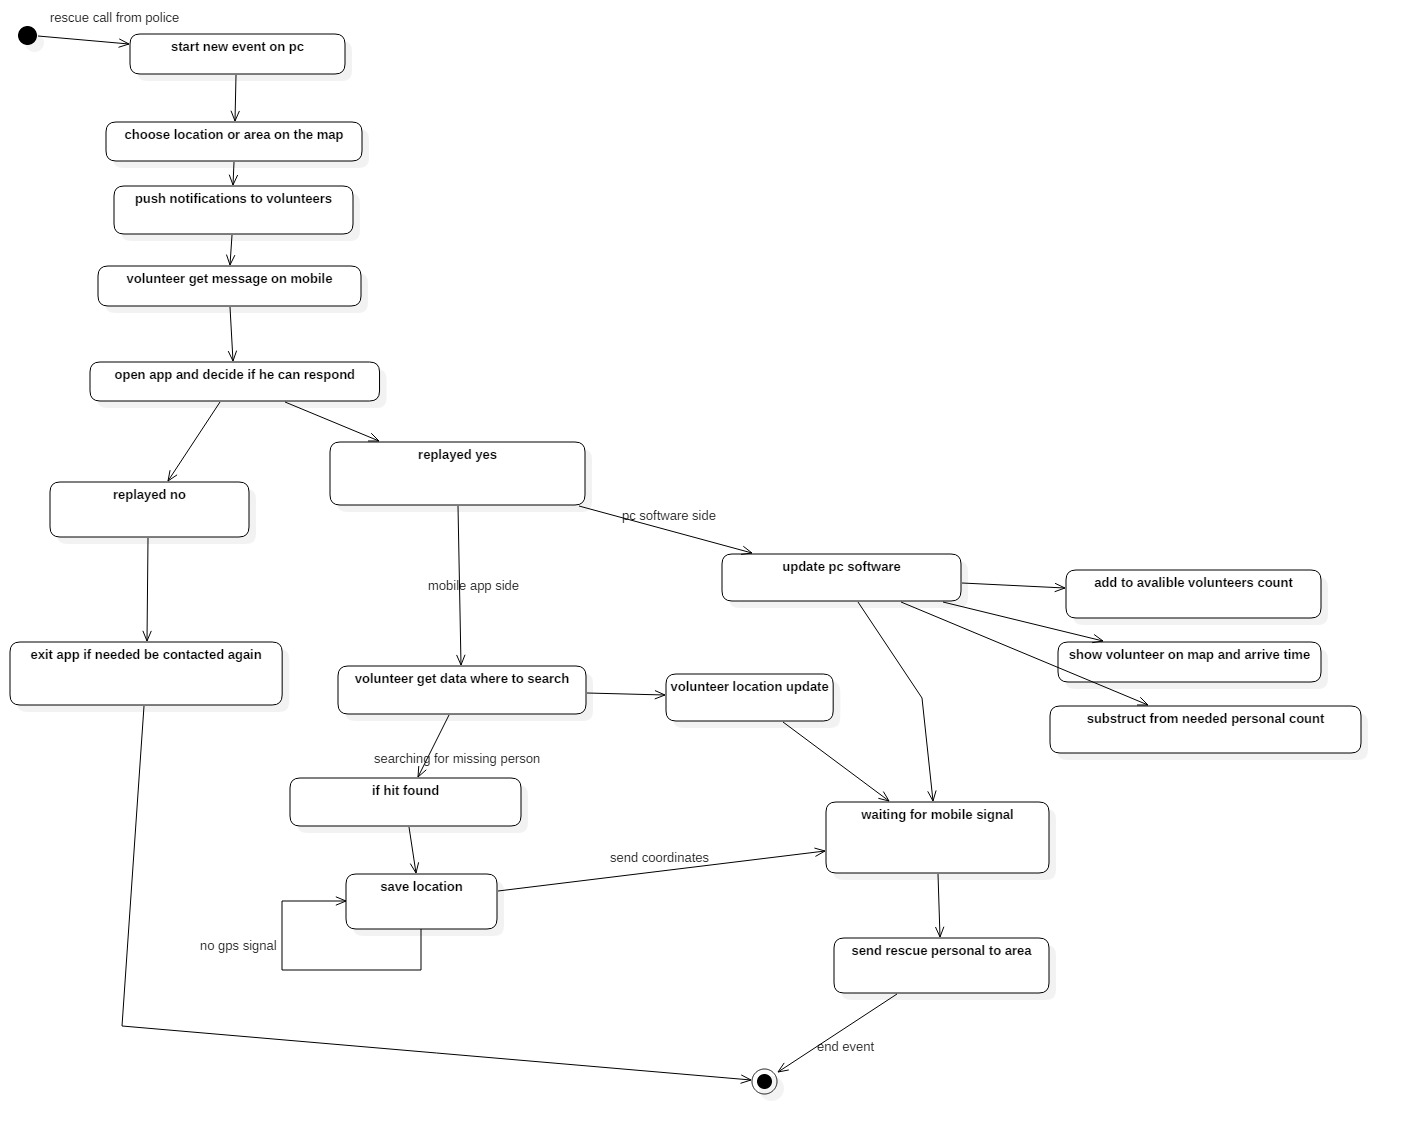 rescue call from police
start new event on pc
choose location or area on the map
push notifications to volunteers
volunteer get message on mobile
open app and decide if he can respond
replayed yes
replayed no
pc software side
update pc software
add to avalible volunteers count
mobile app side
exit app if needed be contacted again
show volunteer on map and arrive time
volunteer get data where to search
volunteer location update
substruct from needed personal count
searching for missing person
if hit found
waiting for mobile signal
send coordinates
save location
no gps signal
send rescue personal to area
end event